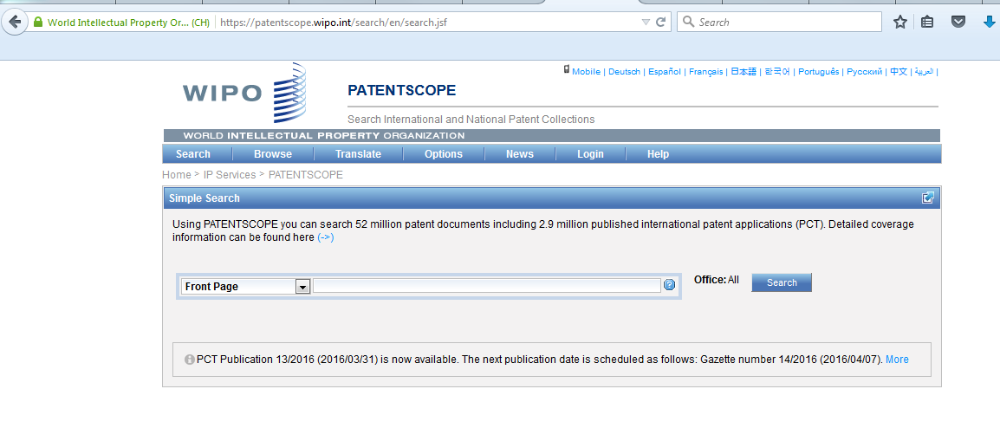 World Intellectual Property Or... (CH) https://patentscope.wipo.int/search/en/search.jsf Search
Mobile | Deutsch | Español | Français | 日本語 | 한국어 | Português | Русский | 中文 | العربية |
WIPO
PATENTSCOPE
Search International and National Patent Collections
WORLD INTELLECTUAL PROPERTY ORGANIZATION
Search Browse Translate Options News Login Help
Home > IP Services > PATENTSCOPE
Simple Search
Using PATENTSCOPE you can search 52 million patent documents including 2.9 million published international patent applications (PCT). Detailed coverage
information can be found here (->)
Front Page Office: All Search
PCT Publication 13/2016 (2016/03/31) is now available. The next publication date is scheduled as follows: Gazette number 14/2016 (2016/04/07). More